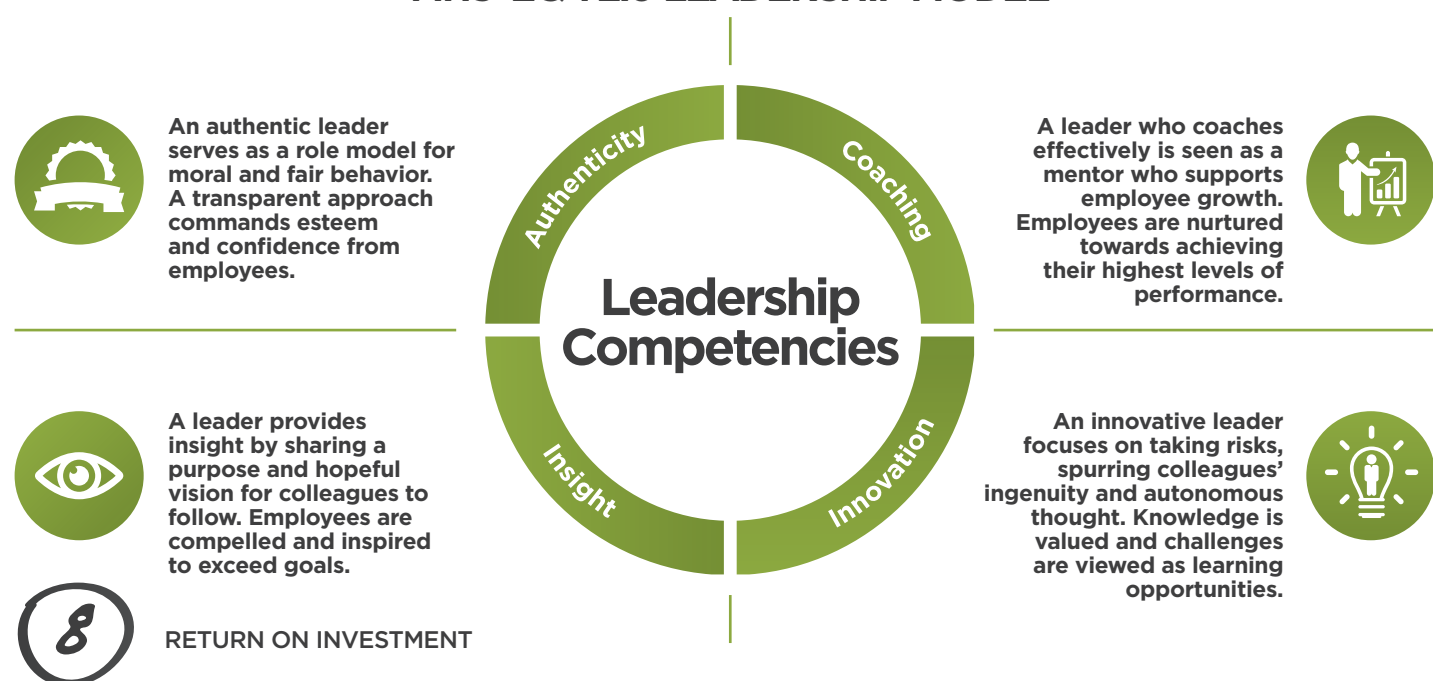 LEADERSHIP MODEL
An authentic leader
serves as a role model for
moral and fair behavior.
A transparent approach
commands esteem
and confidence from
employees.
Authenticity
Coaching
A leader who coaches
effectively is seen as a
mentor who supports
employee growth.
Employees are nurtured
towards achieving
their highest levels of
performance.
Leadership
Competencies
A leader provides
insight by sharing a
purpose and hopeful
vision for colleagues to
follow. Employees are
compelled and inspired
to exceed goals.
Insight
Innovation
An innovative leader
focuses on taking risks,
spurring colleagues’
ingenuity and autonomous
thought. Knowledge is
valued and challenges
are viewed as learning
opportunities.
8
RETURN ON INVESTMENT